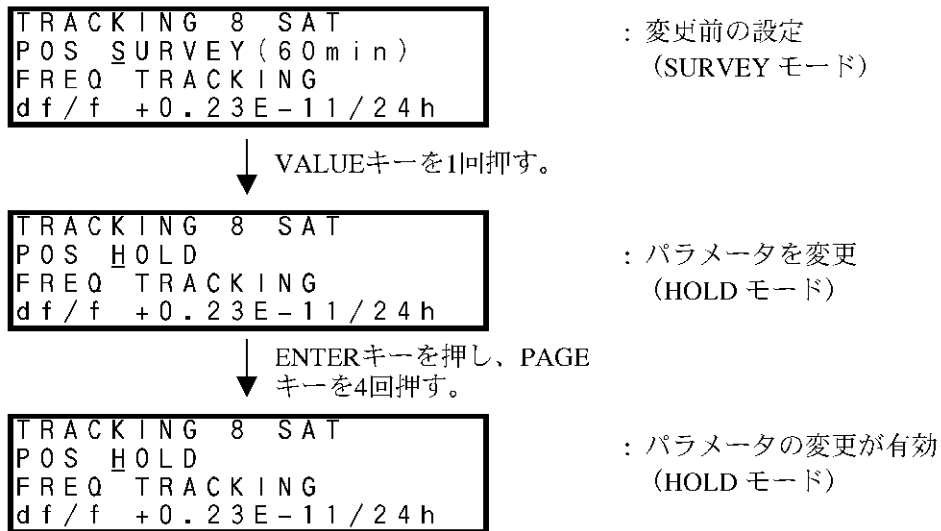 TRACKING 8 SAT
POS SURVEY(60min)
FREQ TRACKING
df/f +0.23E-11/24h
: 変更前の設定
(SURVEY モード)
VALUEキーを1回押す。
TRACKING 8 SAT
POS HOLD
FREQ TRACKING
df/f +0.23E-11/24h
: パラメータを変更
(HOLD モード)
ENTERキーを押し、PAGE
キーを4回押す。
TRACKING 8 SAT
POS HOLD
FREQ TRACKING
df/f +0.23E-11/24h
: パラメータの変更が有効
(HOLD モード)